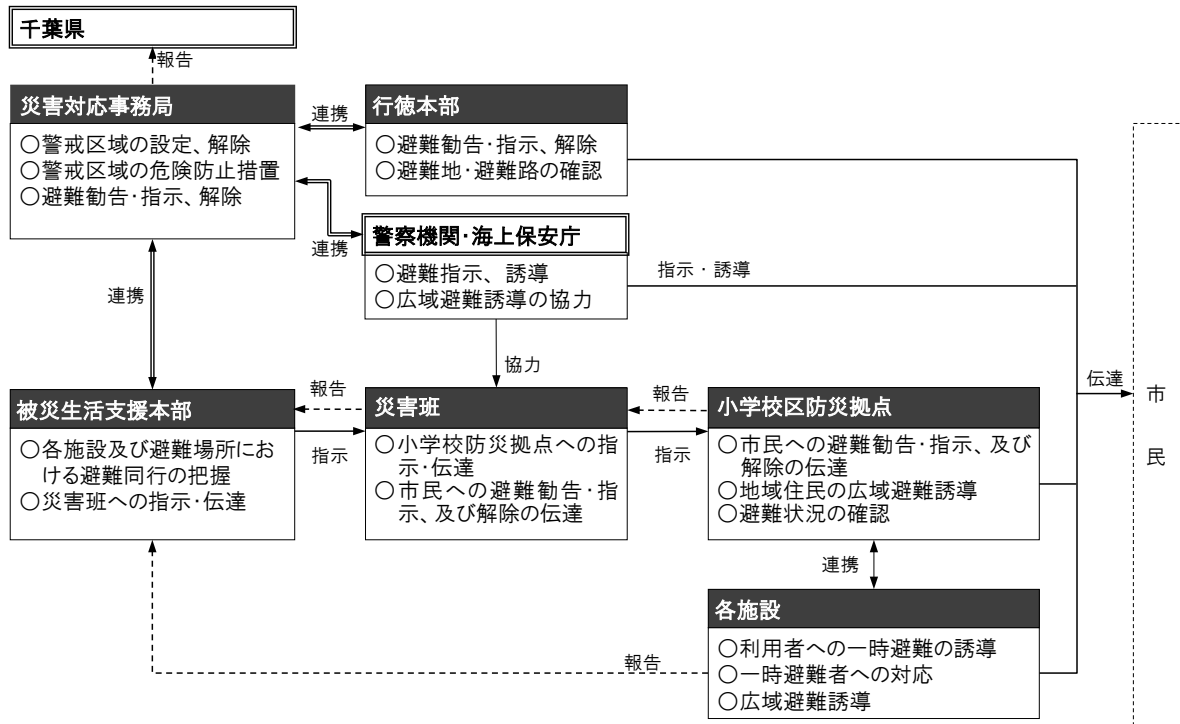 千葉県
報告
災害対応事務局
○警戒区域の設定、解除
○警戒区域の危険防止措置
○避難勧告・指示、解除
連携
行徳本部
○避難勧告・指示、解除
○避難地・避難路の確認
連携
警察機関・海上保安庁
○避難指示、誘導
○広域避難誘導の協力
指示・誘導
連携
協力
伝達
市
民
被災生活支援本部
○各施設及び避難場所にお
ける避難同行の把握
○災害班への指示・伝達
報告
指示
災害班
○小学校防災拠点への指
示・伝達
○市民への避難勧告・指
示、及び解除の伝達
報告
指示
小学校区防災拠点
○市民への避難勧告・指示、及び
解除の伝達
○地域住民の広域避難誘導
○避難状況の確認
連携
各施設
○利用者への一時避難の誘導
○一時避難者への対応
○広域避難誘導
報告